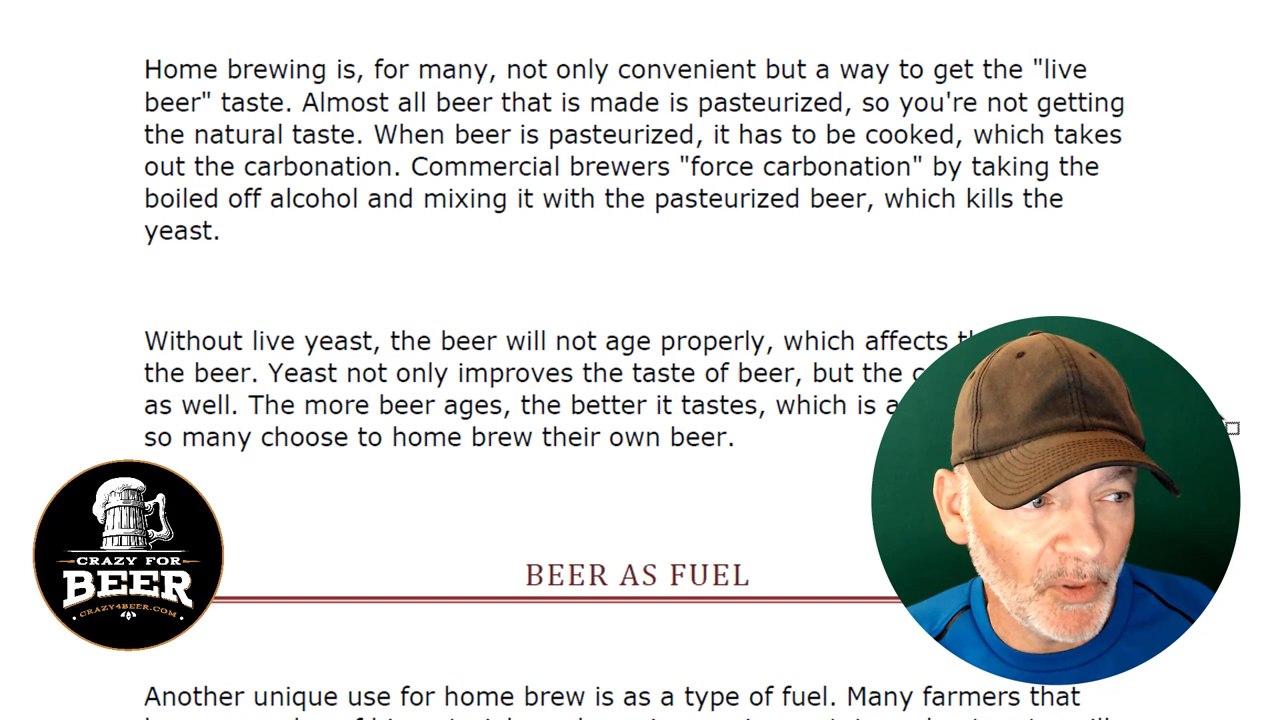 Home brewing is, for many, not only convenient but a way to get the "live
beer" taste. Almost all beer that is made is pasteurized, so you're not getting
the natural taste. When beer is pasteurized, it has to be cooked, which takes
out the carbonation. Commercial brewers "force carbonation" by taking the
boiled off alcohol and mixing it with the pasteurized beer, which kills the
yeast.
Without live yeast, the beer will not age properly, which affects
the beer. Yeast not only improves the taste of beer, but the
as well. The more beer ages, the better it tastes, which is
so many choose to home brew their own beer.
CRAZY FOR
BEER
CRAZY4BEER.COM
BEER AS FUEL
Another unique use for home brew is as a type of fuel. Many farmers that